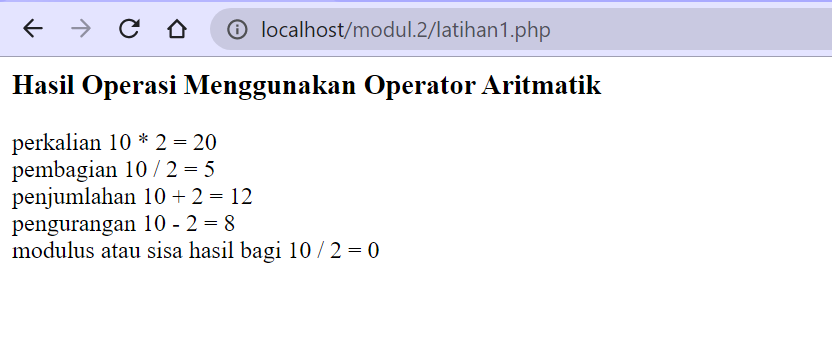 localhost/modul.2/latihan1.php
Hasil Operasi Menggunakan Operator Aritmatik
perkalian 10 * 2 = 20
pembagian 10 / 2 = 5
penjumlahan 10 + 2 = 12
pengurangan 10 - 2 = 8
modulus atau sisa hasil bagi 10 / 2 = 0